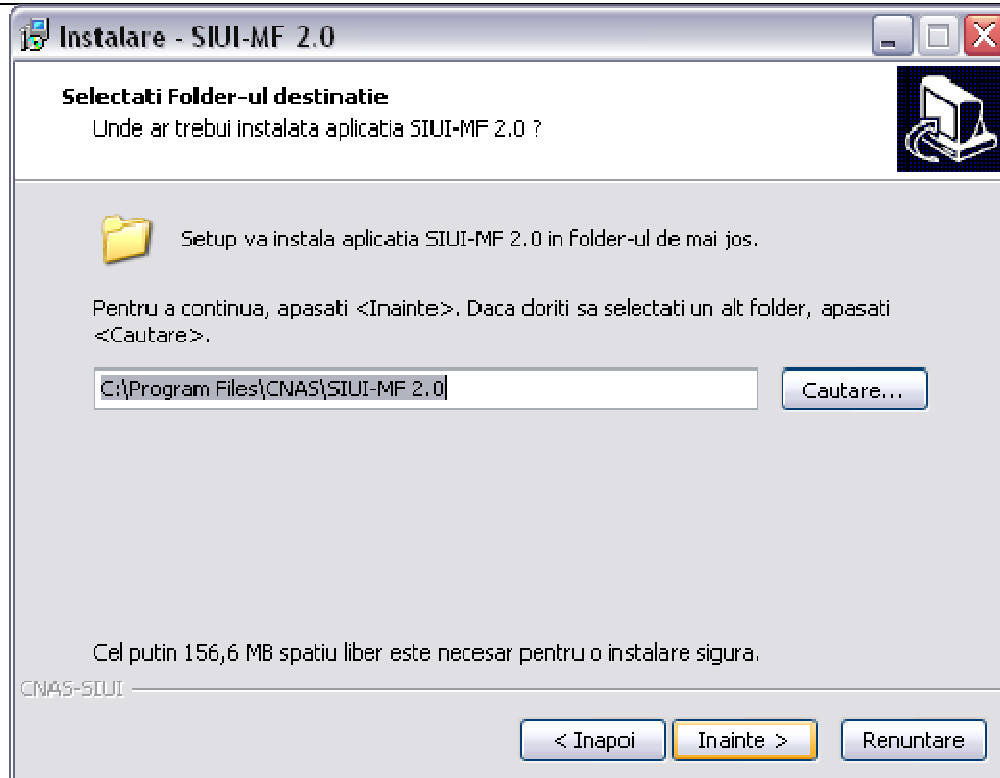 Instalare - SIUI-MF 2.0
Selectati Folder-ul destinatie
Unde ar trebui instalata aplicatia SIUI-MF 2.0 ?
Setup va instala aplicatia SIUI-MF 2.0 in folder-ul de mai jos.
Pentru a continua, apasati <Inainte>. Daca doriti sa selectati un alt folder, apasati
<Cautare>.
C:\Program Files\CNAS\SIUI-MF 2.0
Cautare...
Cel putin 156,6 MB spatiu liber este necesar pentru o instalare sigura.
CNAS-SIUI
< Inapoi
Inainte >
Renuntare